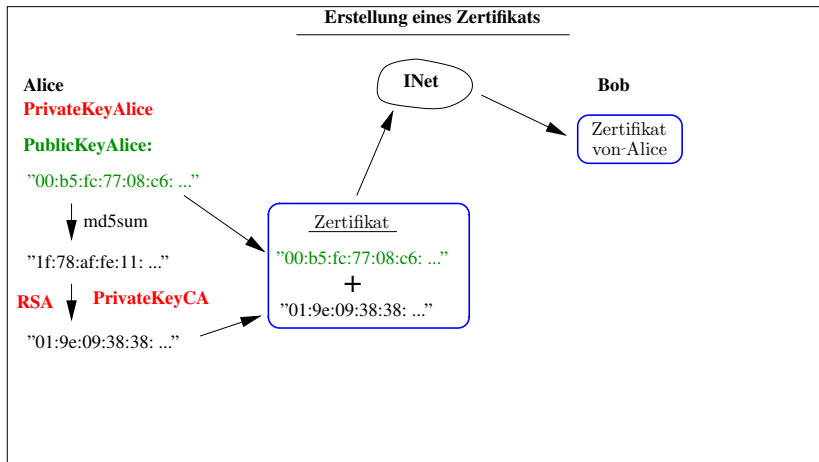 Erstellung eines Zertifikats
INet
Alice
PrivateKeyAlice
Bob
Zertifikat
von-Alice
PublicKeyAlice:
"00:b5:fc:77:08:c6: ..."
md5sum
"1f:78:af:fe:11: ..."
RSA
PrivateKeyCA
"01:9e:09:38:38: ..."
Zertifikat
"00:b5:fc:77:08:c6: ..."
+
"01:9e:09:38:38: ..."